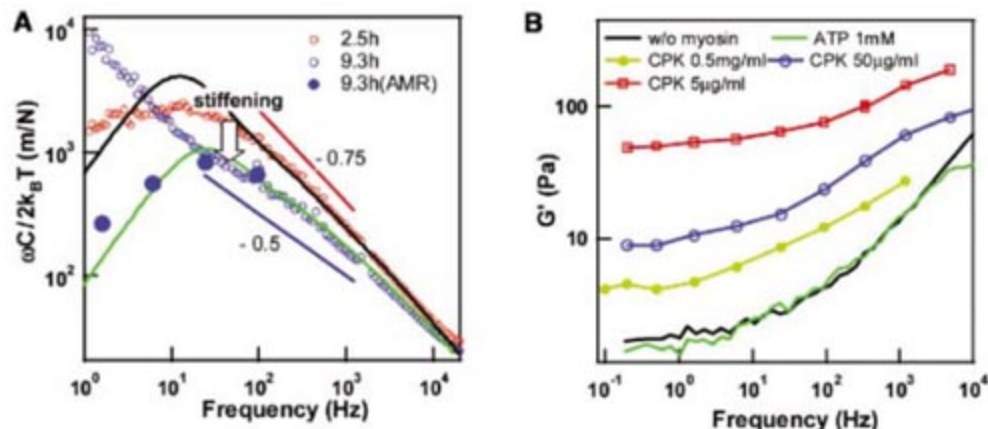 A
ωC/2k_BT (m/N)
10⁴
10³
10²
2.5h
9.3h
9.3h(AMR)
stiffening
- 0.75
- 0.5
10⁰ 10¹ 10² 10³ 10⁴
Frequency (Hz)
B
w/o myosin ATP 1mM
CPK 0.5mg/ml CPK 50μg/ml
CPK 5μg/ml
G' (Pa)
100
10
10⁻¹ 10⁰ 10¹ 10² 10³ 10⁴
Frequency (Hz)